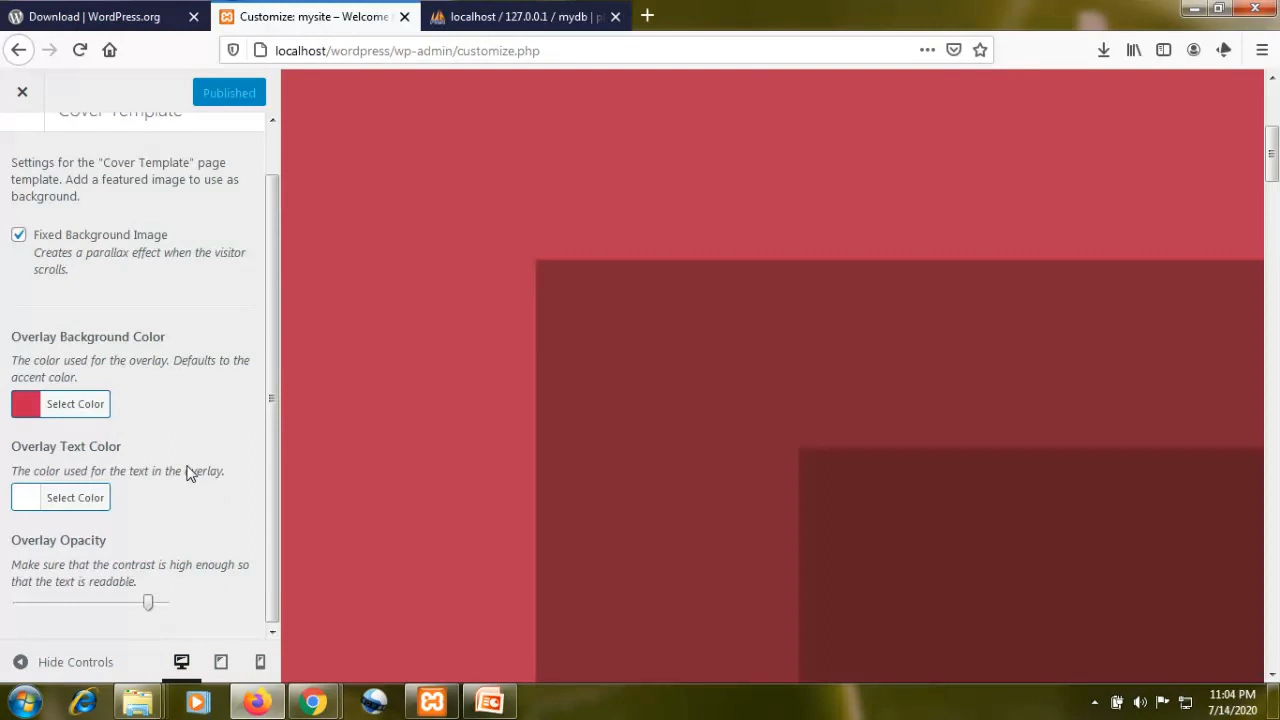 Download | WordPress.org
Customize: mysite – Welcome
localhost / 127.0.0.1 / mydb | p
localhost/wordpress/wp-admin/customize.php
Published
Cover Template
Settings for the "Cover Template" page
template. Add a featured image to use as
background.
Fixed Background Image
Creates a parallax effect when the visitor
scrolls.
Overlay Background Color
The color used for the overlay. Defaults to the
accent color.
Select Color
Overlay Text Color
The color used for the text in the overlay.
Select Color
Overlay Opacity
Make sure that the contrast is high enough so
that the text is readable.
Hide Controls
11:04 PM
7/14/2020